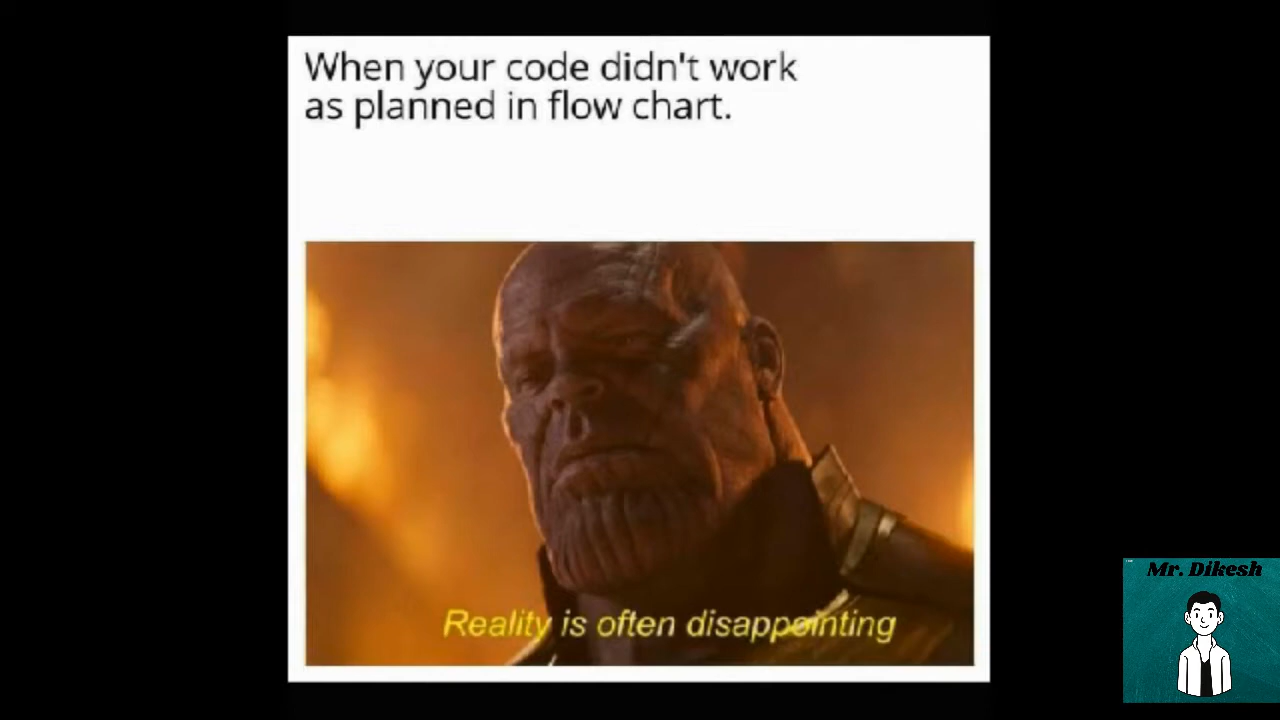 When your code didn't work
as planned in flow chart.
Reality is often disappointing
Mr. Dikesh